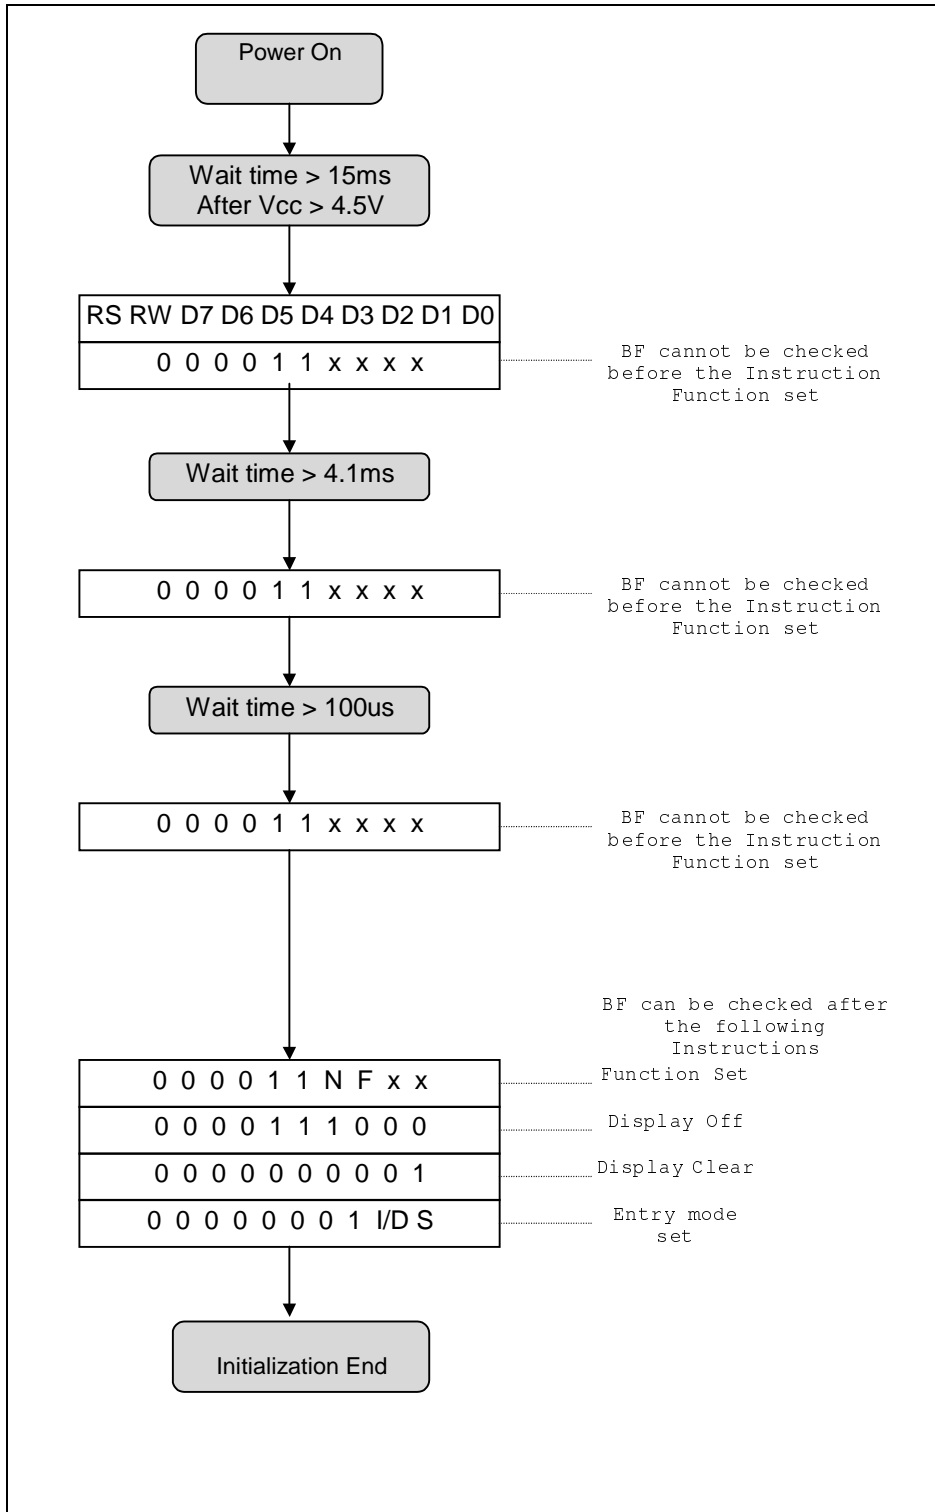 Power On
Wait time > 15ms
After Vcc > 4.5V
RS RW D7 D6 D5 D4 D3 D2 D1 D0
0 0 0 0 1 1 x x x x
BF cannot be checked
before the Instruction
Function set
Wait time > 4.1ms
0 0 0 0 1 1 x x x x
BF cannot be checked
before the Instruction
Function set
Wait time > 100us
0 0 0 0 1 1 x x x x
BF cannot be checked
before the Instruction
Function set
BF can be checked after
the following
Instructions
0 0 0 0 1 1 N F x x
Function Set
0 0 0 0 1 1 1 0 0 0
Display Off
0 0 0 0 0 0 0 0 0 1
Display Clear
0 0 0 0 0 0 0 1 I/D S
Entry mode
set
Initialization End